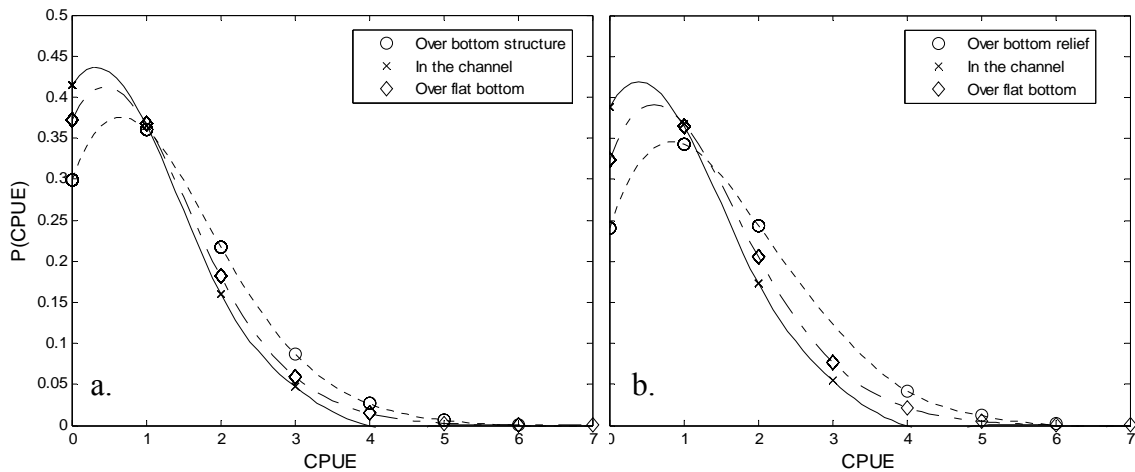 0.5
0.45
0.4
0.35
0.3
0.25
0.2
0.15
0.1
0.05
0
P(CPUE)
Over bottom structure
In the channel
Over flat bottom
a.
0 1 2 3 4 5 6 7
CPUE
Over bottom relief
In the channel
Over flat bottom
b.
0 1 2 3 4 5 6 7
CPUE